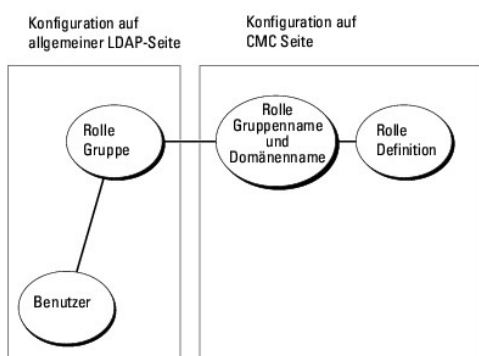 Konfiguration auf
allgemeiner LDAP-Seite
Konfiguration auf
CMC Seite
Rolle
Gruppe
Rolle
Gruppenname
und
Domänenname
Rolle
Definition
Benutzer